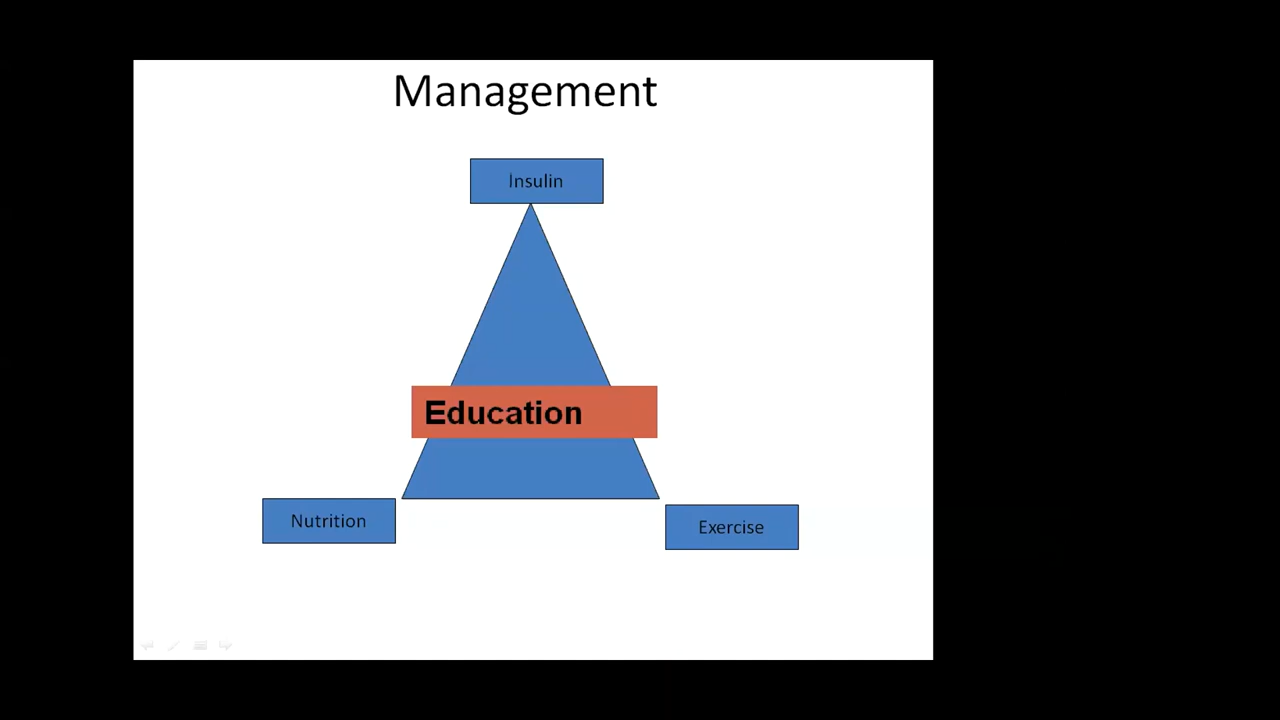 Management
Insulin
Education
Nutrition
Exercise